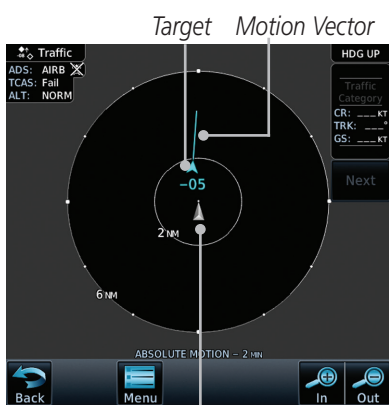 Target Motion Vector
Traffic
HDG UP
ADS: AIRB
TCAS: Fail
ALT: NORM
Traffic
Category
CR: ___KT
TRK: ___°
GS: ___KT
Next
-05
2 NM
6 NM
ABSOLUTE MOTION - 2 MIN
Back
Menu
In
Out